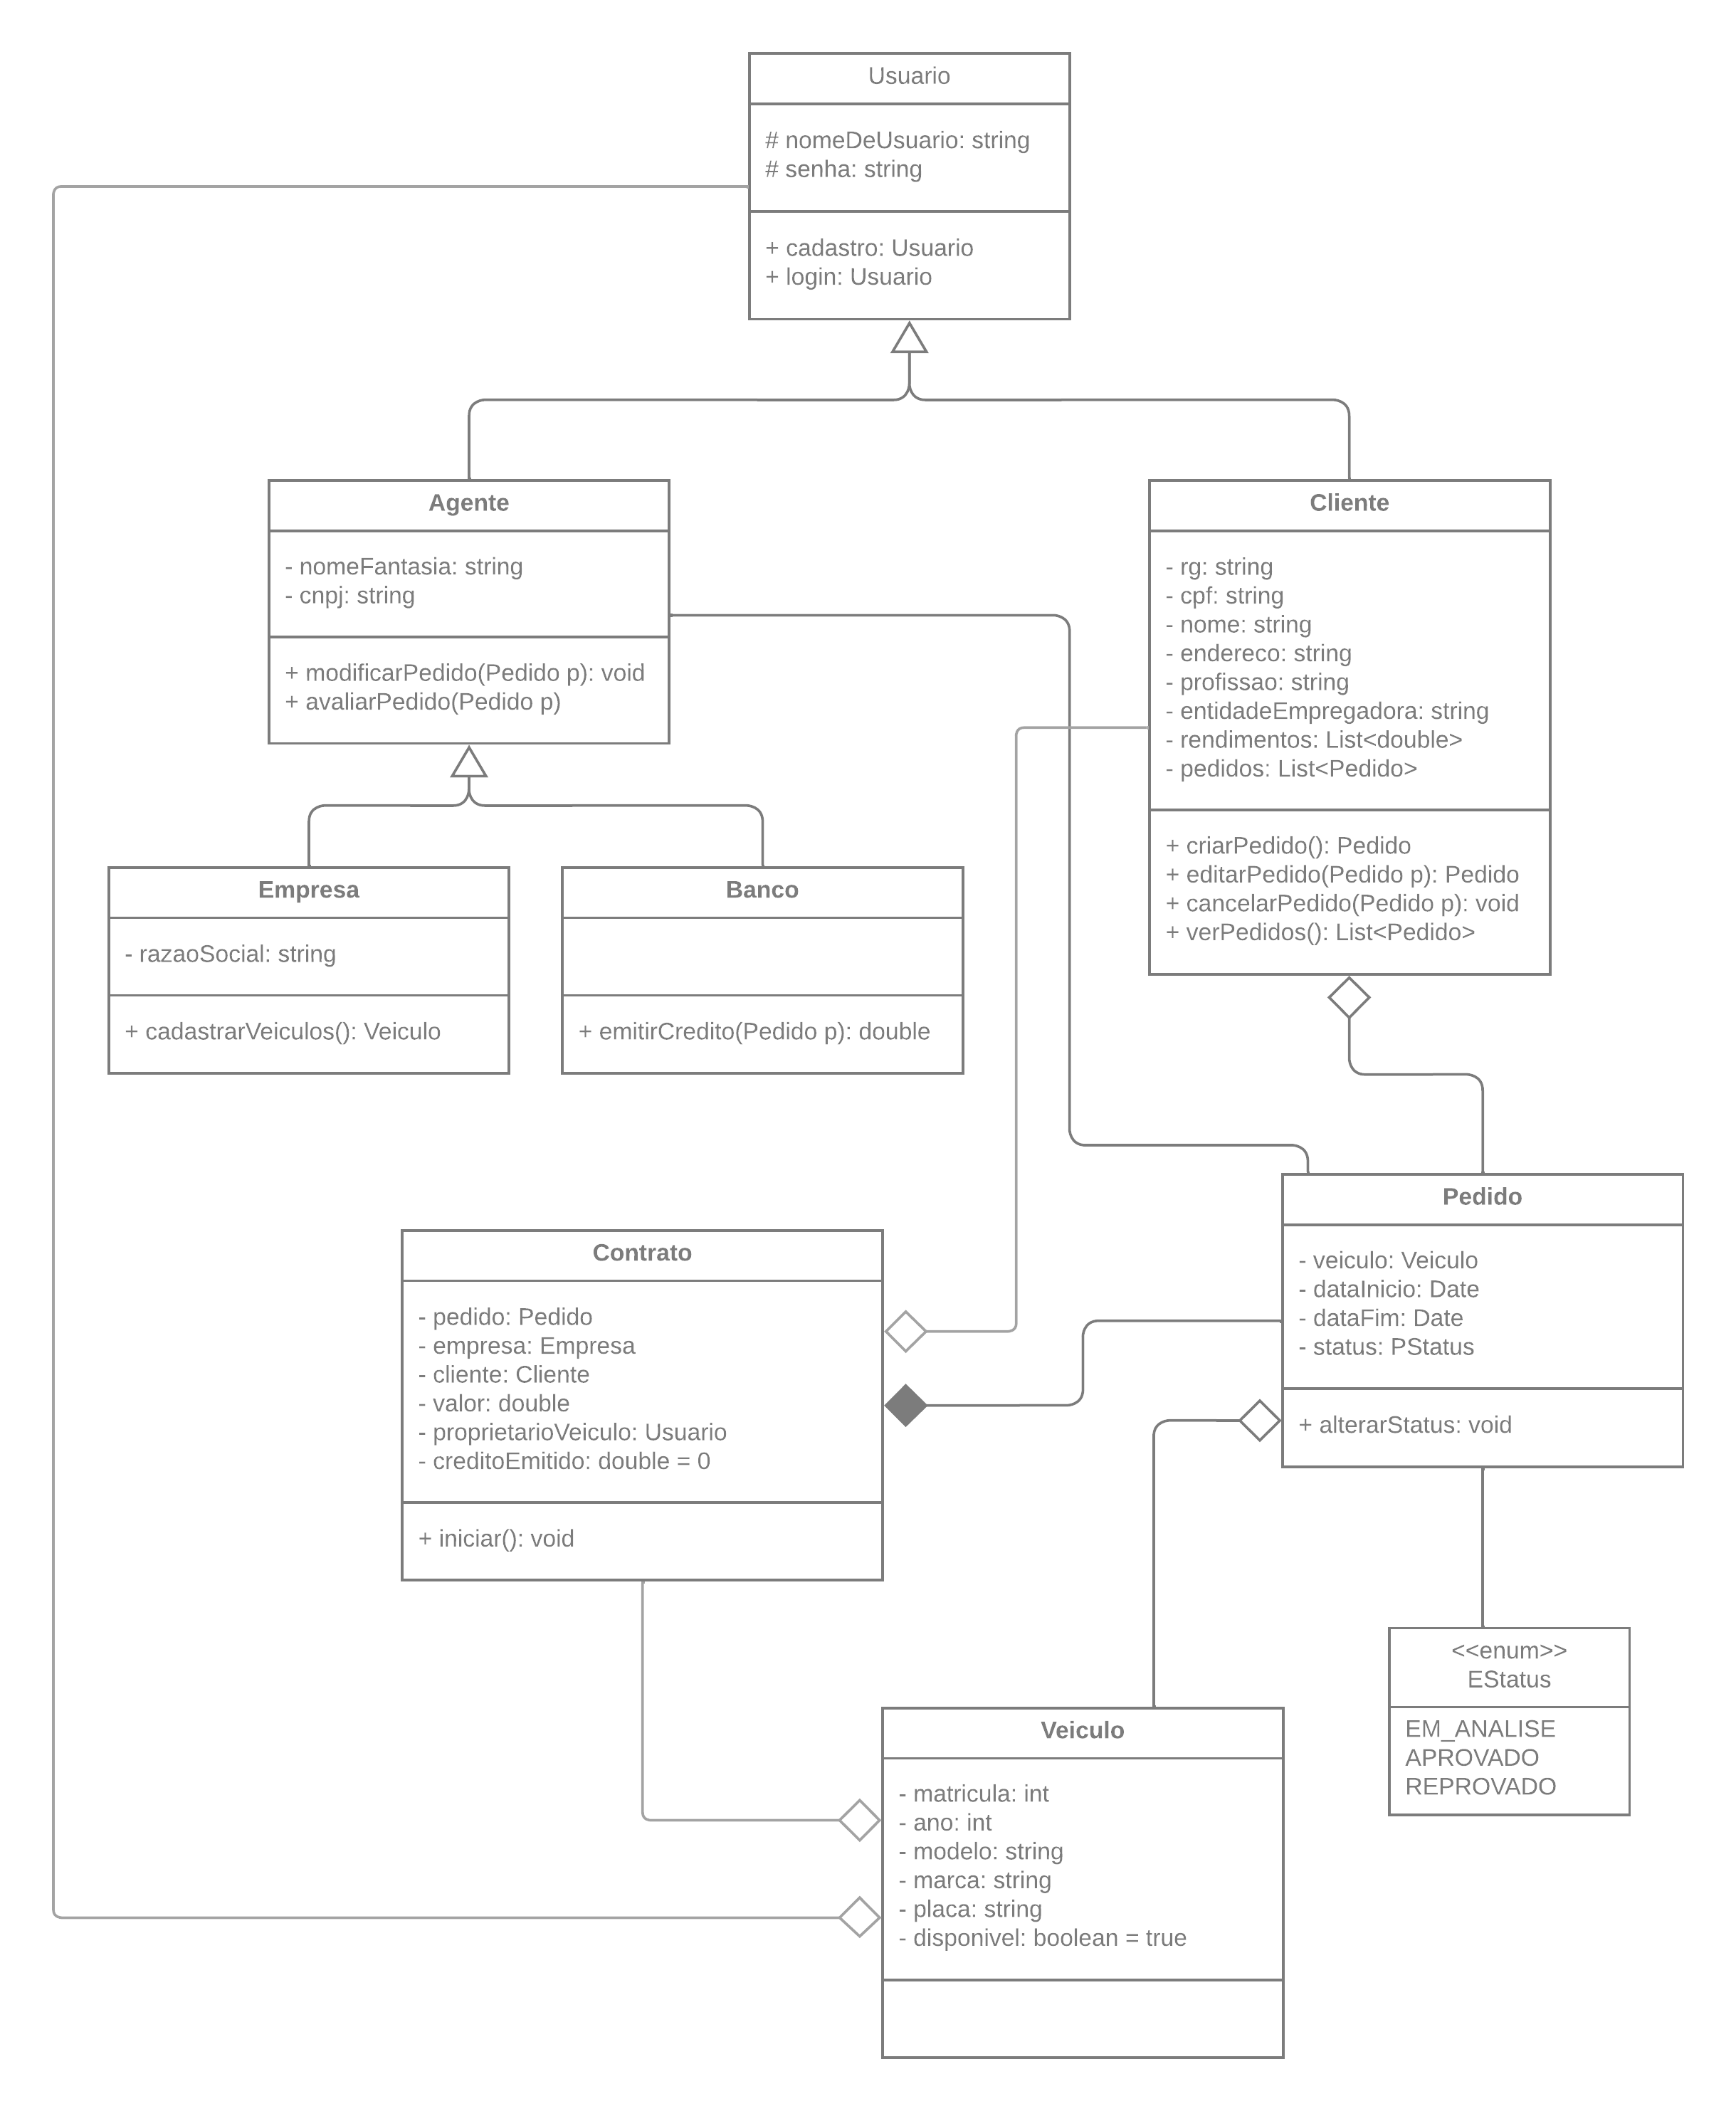 Usuario
# nomeDeUsuario: string
# senha: string
+ cadastro: Usuario
+ login: Usuario
Agente
- nomeFantasia: string
- cnpj: string
+ modificarPedido(Pedido p): void
+ avaliarPedido(Pedido p)
Cliente
- rg: string
- cpf: string
- nome: string
- endereco: string
- profissao: string
- entidadeEmpregadora: string
- rendimentos: List<double>
- pedidos: List<Pedido>
+ criarPedido(): Pedido
+ editarPedido(Pedido p): Pedido
+ cancelarPedido(Pedido p): void
+ verPedidos(): List<Pedido>
Empresa
- razaoSocial: string
+ cadastrarVeiculos(): Veiculo
Banco
+ emitirCredito(Pedido p): double
Pedido
- veiculo: Veiculo
- dataInicio: Date
- dataFim: Date
- status: PStatus
+ alterarStatus: void
Contrato
- pedido: Pedido
- empresa: Empresa
- cliente: Cliente
- valor: double
- proprietarioVeiculo: Usuario
- creditoEmitido: double = 0
+ iniciar(): void
<<enum>>
EStatus
EM_ANALISE
APROVADO
REPROVADO
Veiculo
- matricula: int
- ano: int
- modelo: string
- marca: string
- placa: string
- disponivel: boolean = true